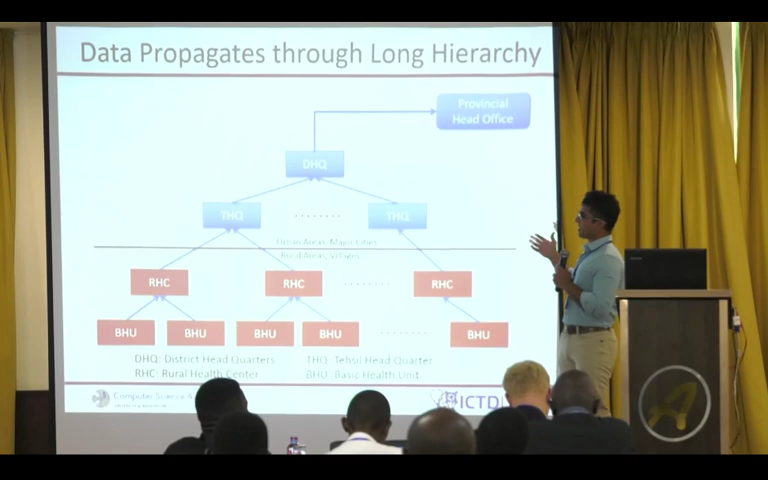 Data Propagates through Long Hierarchy
Provincial
Head Office
DHQ
THQ ........ THQ
Urban Areas, Major Cities
Rural Areas, Villages
RHC RHC ........ RHC
BHU BHU BHU BHU ........ BHU
DHQ: District Head Quarters THQ: Tehsil Head Quarter
RHC: Rural Health Center BHU: Basic Health Unit
Computer Science
ICTD
A